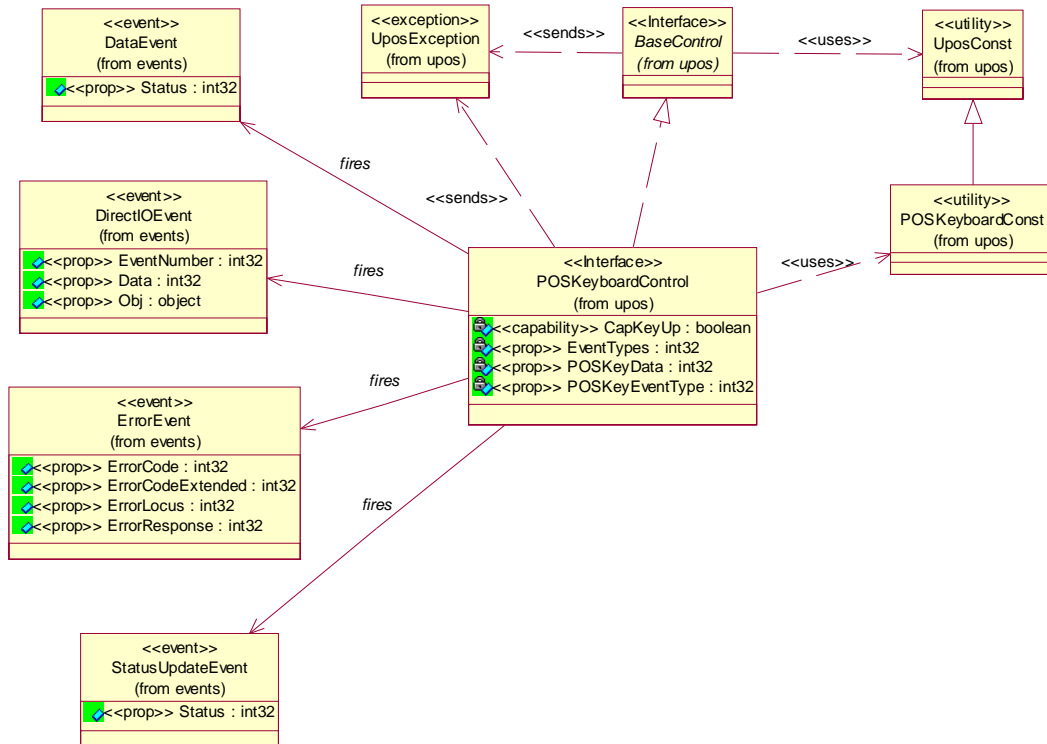 <<event>>
DataEvent
(from events)
<<prop>> Status : int32
<<exception>>
UposException
(from upos)
<<sends>>
<<Interface>>
BaseControl
(from upos)
<<uses>>
<<utility>>
UposConst
(from upos)
fires
<<sends>>
<<event>>
DirectIOEvent
(from events)
<<prop>> EventNumber : int32
<<prop>> Data : int32
<<prop>> Obj : object
fires
<<utility>>
POSKeyboardConst
(from upos)
<<uses>>
<<Interface>>
POSKeyboardControl
(from upos)
<<capability>> CapKeyUp : boolean
<<prop>> EventTypes : int32
<<prop>> POSKeyData : int32
<<prop>> POSKeyEventType : int32
fires
<<event>>
ErrorEvent
(from events)
<<prop>> ErrorCode : int32
<<prop>> ErrorCodeExtended : int32
<<prop>> ErrorLocus : int32
<<prop>> ErrorResponse : int32
fires
<<event>>
StatusUpdateEvent
(from events)
<<prop>> Status : int32